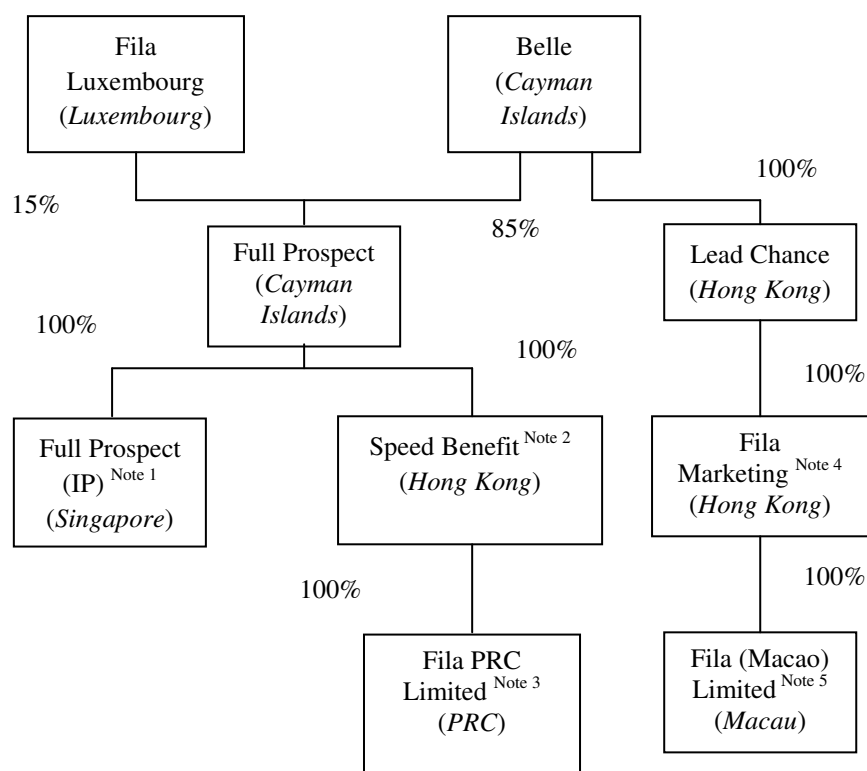 Fila
Luxembourg
(Luxembourg)
Belle
(Cayman
Islands)
100%
15%
85%
Full Prospect
(Cayman
Islands)
Lead Chance
(Hong Kong)
100%
100%
100%
Full Prospect
(IP) Note 1
(Singapore)
Speed Benefit Note 2
(Hong Kong)
Fila
Marketing Note 4
(Hong Kong)
100%
100%
Fila PRC
Limited Note 3
(PRC)
Fila (Macao)
Limited Note 5
(Macau)